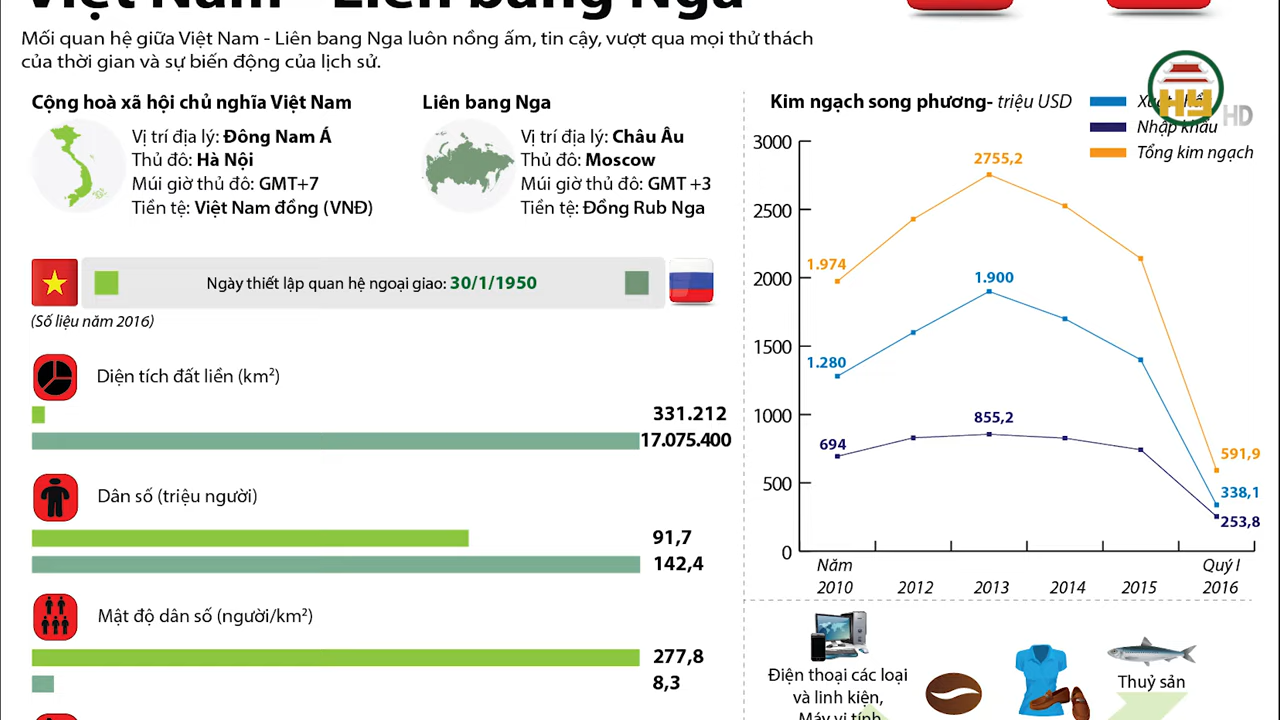 Việt Nam - Liên bang Nga
Mối quan hệ giữa Việt Nam - Liên bang Nga luôn nồng ấm, tin cậy, vượt qua mọi thử thách
của thời gian và sự biến động của lịch sử.
Cộng hoà xã hội chủ nghĩa Việt Nam
Vị trí địa lý: Đông Nam Á
Thủ đô: Hà Nội
Múi giờ thủ đô: GMT+7
Tiền tệ: Việt Nam đồng (VNĐ)
Liên bang Nga
Vị trí địa lý: Châu Âu
Thủ đô: Moscow
Múi giờ thủ đô: GMT +3
Tiền tệ: Đồng Rub Nga
Ngày thiết lập quan hệ ngoại giao: 30/1/1950
(Số liệu năm 2016)
Diện tích đất liền (km²)
331.212
17.075.400
Dân số (triệu người)
91,7
142,4
Mật độ dân số (người/km²)
277,8
8,3
Kim ngạch song phương- triệu USD
HD
Nhập khẩu
Tổng kim ngạch
3000
2500
2000
1500
1000
500
0
2755,2
1.974
1.900
1.280
855,2
694
591,9
338,1
253,8
Năm
2010
2012
2013
2014
2015
Quý I
2016
Điện thoại các loại
và linh kiện,
Máy vi tính
Thuỷ sản